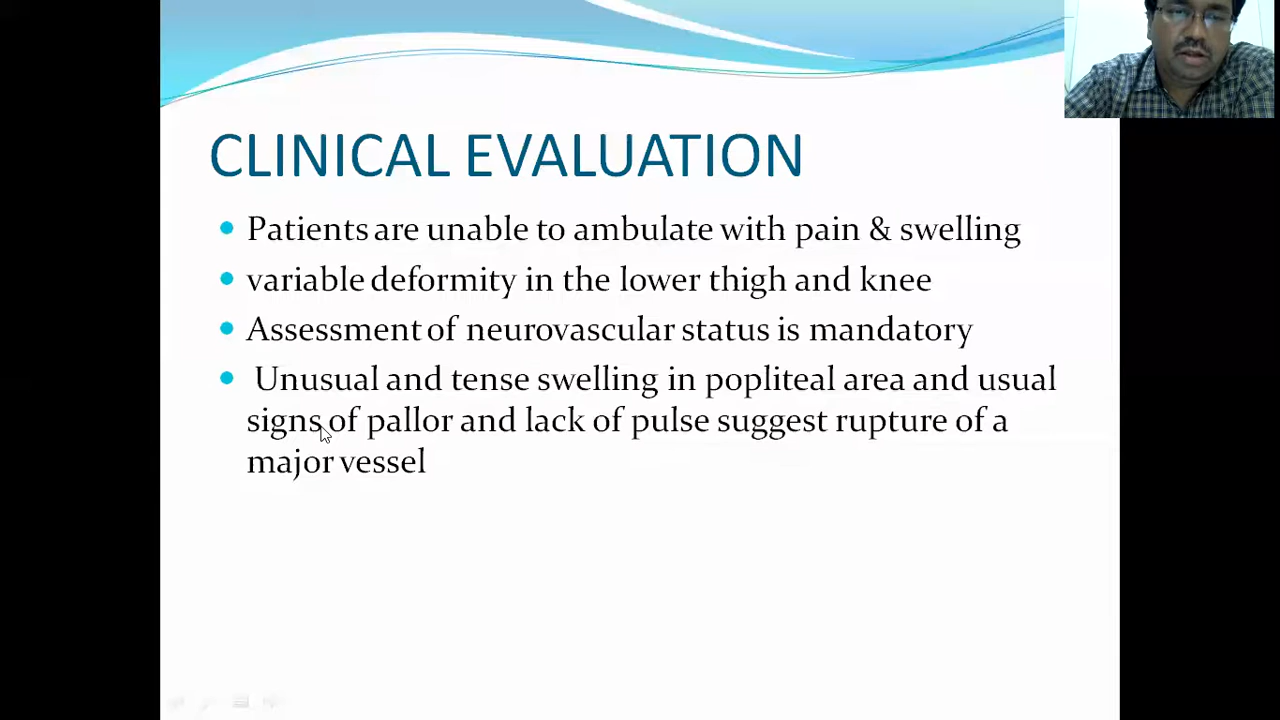 CLINICAL EVALUATION
Patients are unable to ambulate with pain & swelling
variable deformity in the lower thigh and knee
Assessment of neurovascular status is mandatory
Unusual and tense swelling in popliteal area and usual
signs of pallor and lack of pulse suggest rupture of a
major vessel